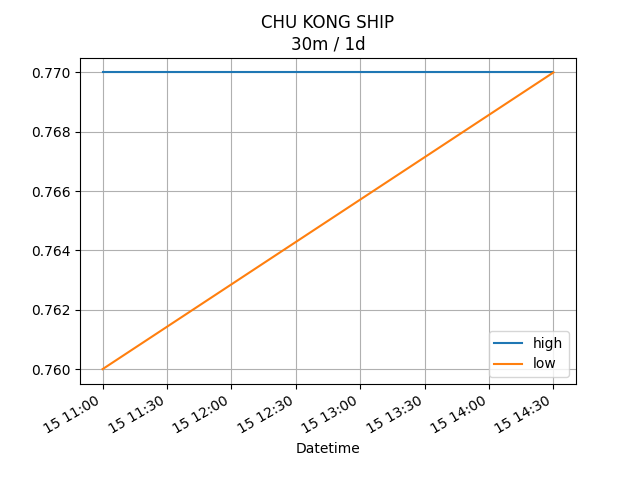 CHU KONG SHIP
30m / 1d
0.770
0.768
0.766
0.764
0.762
0.760
high
low
15 11:00
15 11:30
15 12:00
15 12:30
15 13:00
15 13:30
15 14:00
15 14:30
Datetime